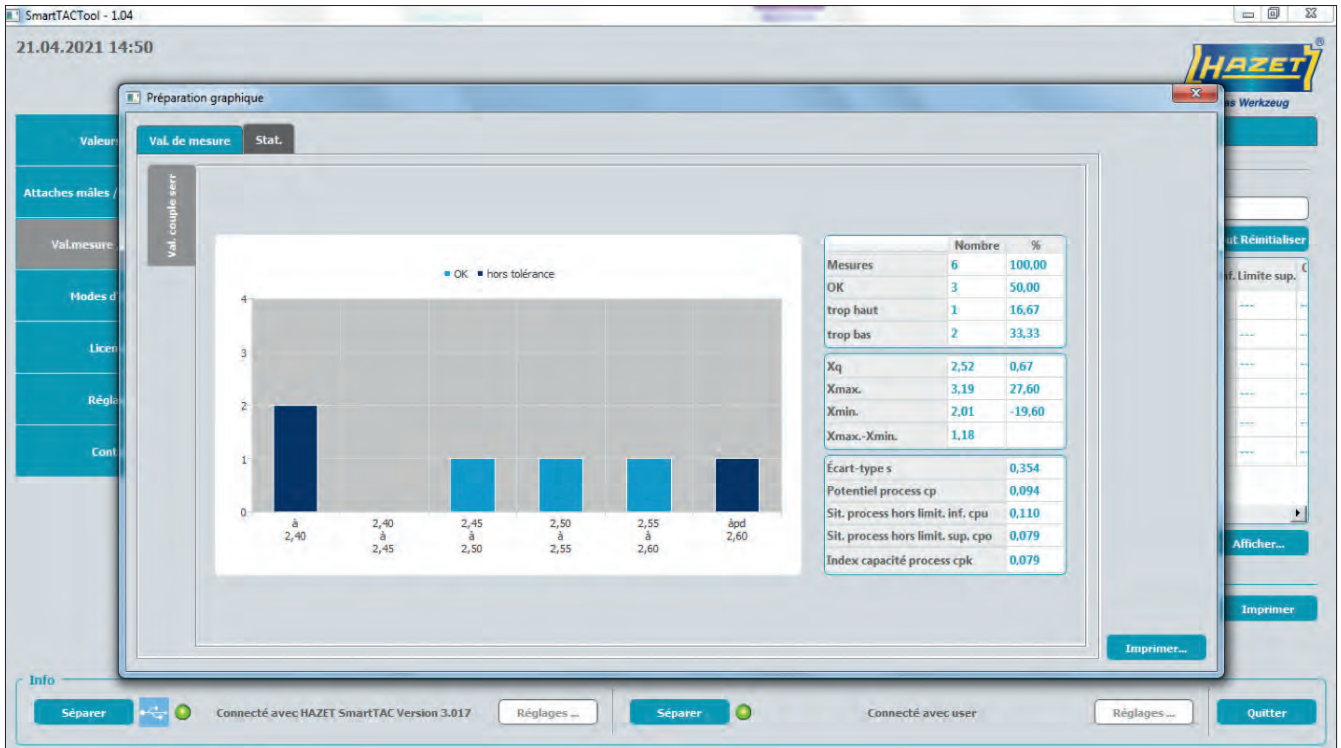 SmartTACTool - 1.04
21.04.2021 14:50
HAZET
®
as Werkzeug
Préparation graphique
Valeur
Attaches mâles /
Val.mesure
Modes d'
Licen
Régla
Cont
Val. de mesure
Stat.
Val. couple serr
OK hors tolérance
4
3
2
1
0
à 2,40
2,40 à 2,45
2,45 à 2,50
2,50 à 2,55
2,55 à 2,60
àpd 2,60
Nombre %
Mesures 6 100,00
OK 3 50,00
trop haut 1 16,67
trop bas 2 33,33
Xq 2,52 0,67
Xmax. 3,19 27,60
Xmin. 2,01 -19,60
Xmax.-Xmin. 1,18
Écart-type s 0,354
Potentiel process cp 0,094
Sit. process hors limit. inf. cpu 0,110
Sit. process hors limit. sup. cpo 0,079
Index capacité process cpk 0,079
Imprimer...
ut Réinitialiser
nf. Limite sup.
---
---
---
---
---
---
Afficher...
Imprimer
Info
Séparer
Connecté avec HAZET SmartTAC Version 3.017
Réglages ...
Séparer
Connecté avec user
Réglages ...
Quitter